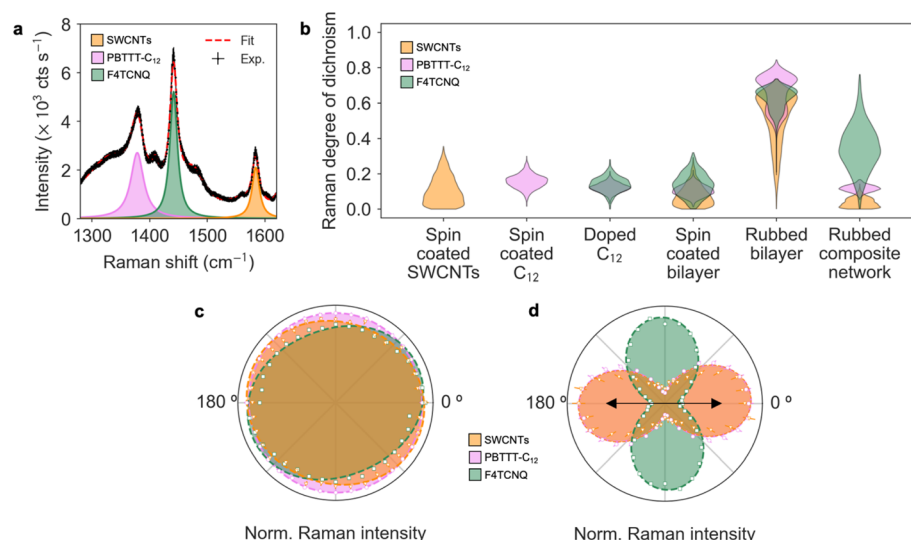 a
Intensity (× 10³ cts s⁻¹)
8
6
4
2
0
SWCNTs
PBTTT-C₁₂
F4TCNQ
Fit
Exp.
1300 1400 1500 1600
Raman shift (cm⁻¹)
b
Raman degree of dichroism
1.0
0.8
0.6
0.4
0.2
0.0
SWCNTs
PBTTT-C₁₂
F4TCNQ
Spin
coated
SWCNTs
Spin
coated
C₁₂
Doped
C₁₂
Spin
coated
bilayer
Rubbed
bilayer
Rubbed
composite
network
c
180 º
0 º
Norm. Raman intensity
SWCNTs
PBTTT-C₁₂
F4TCNQ
d
180 º
0 º
Norm. Raman intensity